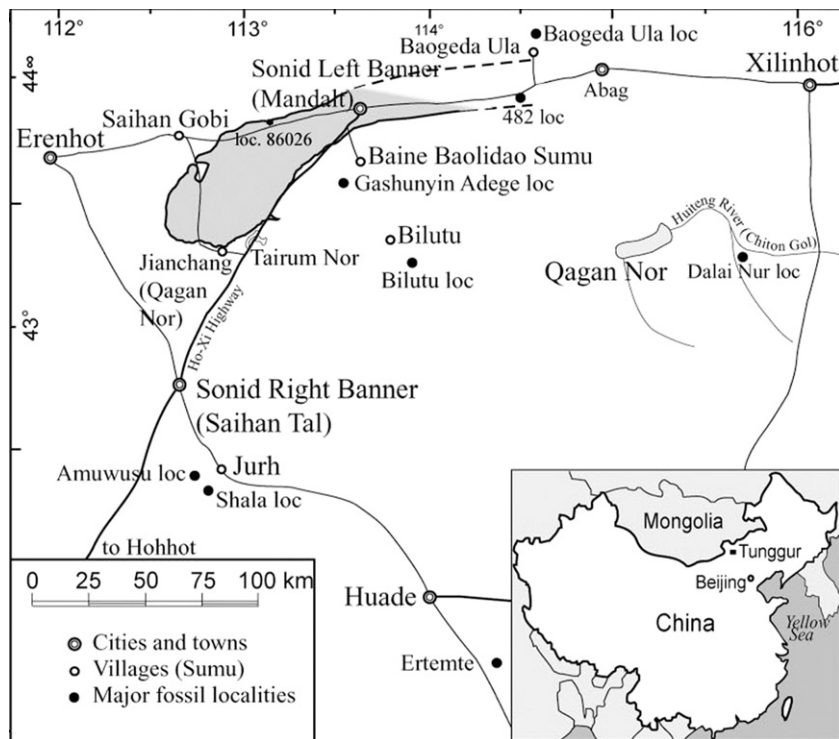 112°
113°
114°
116°
44°
43°
Baogeda Ula loc
Baogeda Ula
Xilinhot
Sonid Left Banner
(Mandalt)
Abag
482 loc
Saihan Gobi
loc. 86026
Erenhot
Baine Baolidao Sumu
Gashunyin Adege loc
Huiteng River (Chiton Gol)
Bilutu
Jianchang
(Qagan
Nor)
Tairum Nor
Bilutu loc
Qagan Nor
Dalai Nur loc
Ho-Xi Highway
Sonid Right Banner
(Saihan Tal)
Jurh
Amuwusu loc
Shala loc
to Hohhot
0 25 50 75 100 km
Cities and towns
Villages (Sumu)
Major fossil localities
Huade
Ertemte
Mongolia
Tunggur
Beijing
China
Yellow
Sea